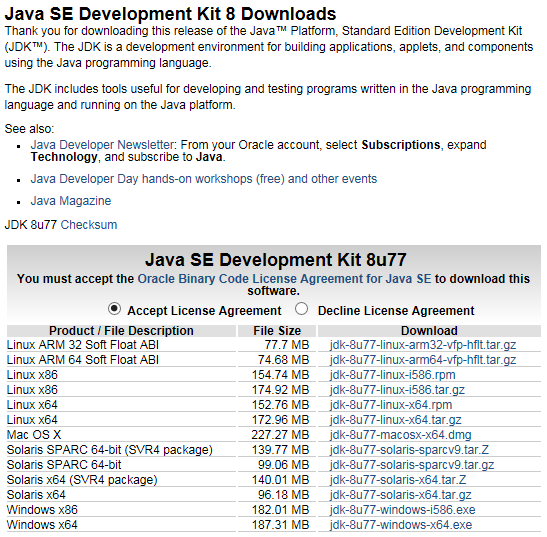 Java SE Development Kit 8 Downloads
Thank you for downloading this release of the Java™ Platform, Standard Edition Development Kit
(JDK™). The JDK is a development environment for building applications, applets, and components
using the Java programming language.
The JDK includes tools useful for developing and testing programs written in the Java programming
language and running on the Java platform.
See also:
Java Developer Newsletter: From your Oracle account, select Subscriptions, expand
Technology, and subscribe to Java.
Java Developer Day hands-on workshops (free) and other events
Java Magazine
JDK 8u77 Checksum
Java SE Development Kit 8u77
You must accept the Oracle Binary Code License Agreement for Java SE to download this
software.
Accept License Agreement Decline License Agreement
Product / File Description File Size Download
Linux ARM 32 Soft Float ABI 77.7 MB jdk-8u77-linux-arm32-vfp-hflt.tar.gz
Linux ARM 64 Soft Float ABI 74.68 MB jdk-8u77-linux-arm64-vfp-hflt.tar.gz
Linux x86 154.74 MB jdk-8u77-linux-i586.rpm
Linux x86 174.92 MB jdk-8u77-linux-i586.tar.gz
Linux x64 152.76 MB jdk-8u77-linux-x64.rpm
Linux x64 172.96 MB jdk-8u77-linux-x64.tar.gz
Mac OS X 227.27 MB jdk-8u77-macosx-x64.dmg
Solaris SPARC 64-bit (SVR4 package) 139.77 MB jdk-8u77-solaris-sparcv9.tar.Z
Solaris SPARC 64-bit 99.06 MB jdk-8u77-solaris-sparcv9.tar.gz
Solaris x64 (SVR4 package) 140.01 MB jdk-8u77-solaris-x64.tar.Z
Solaris x64 96.18 MB jdk-8u77-solaris-x64.tar.gz
Windows x86 182.01 MB jdk-8u77-windows-i586.exe
Windows x64 187.31 MB jdk-8u77-windows-x64.exe